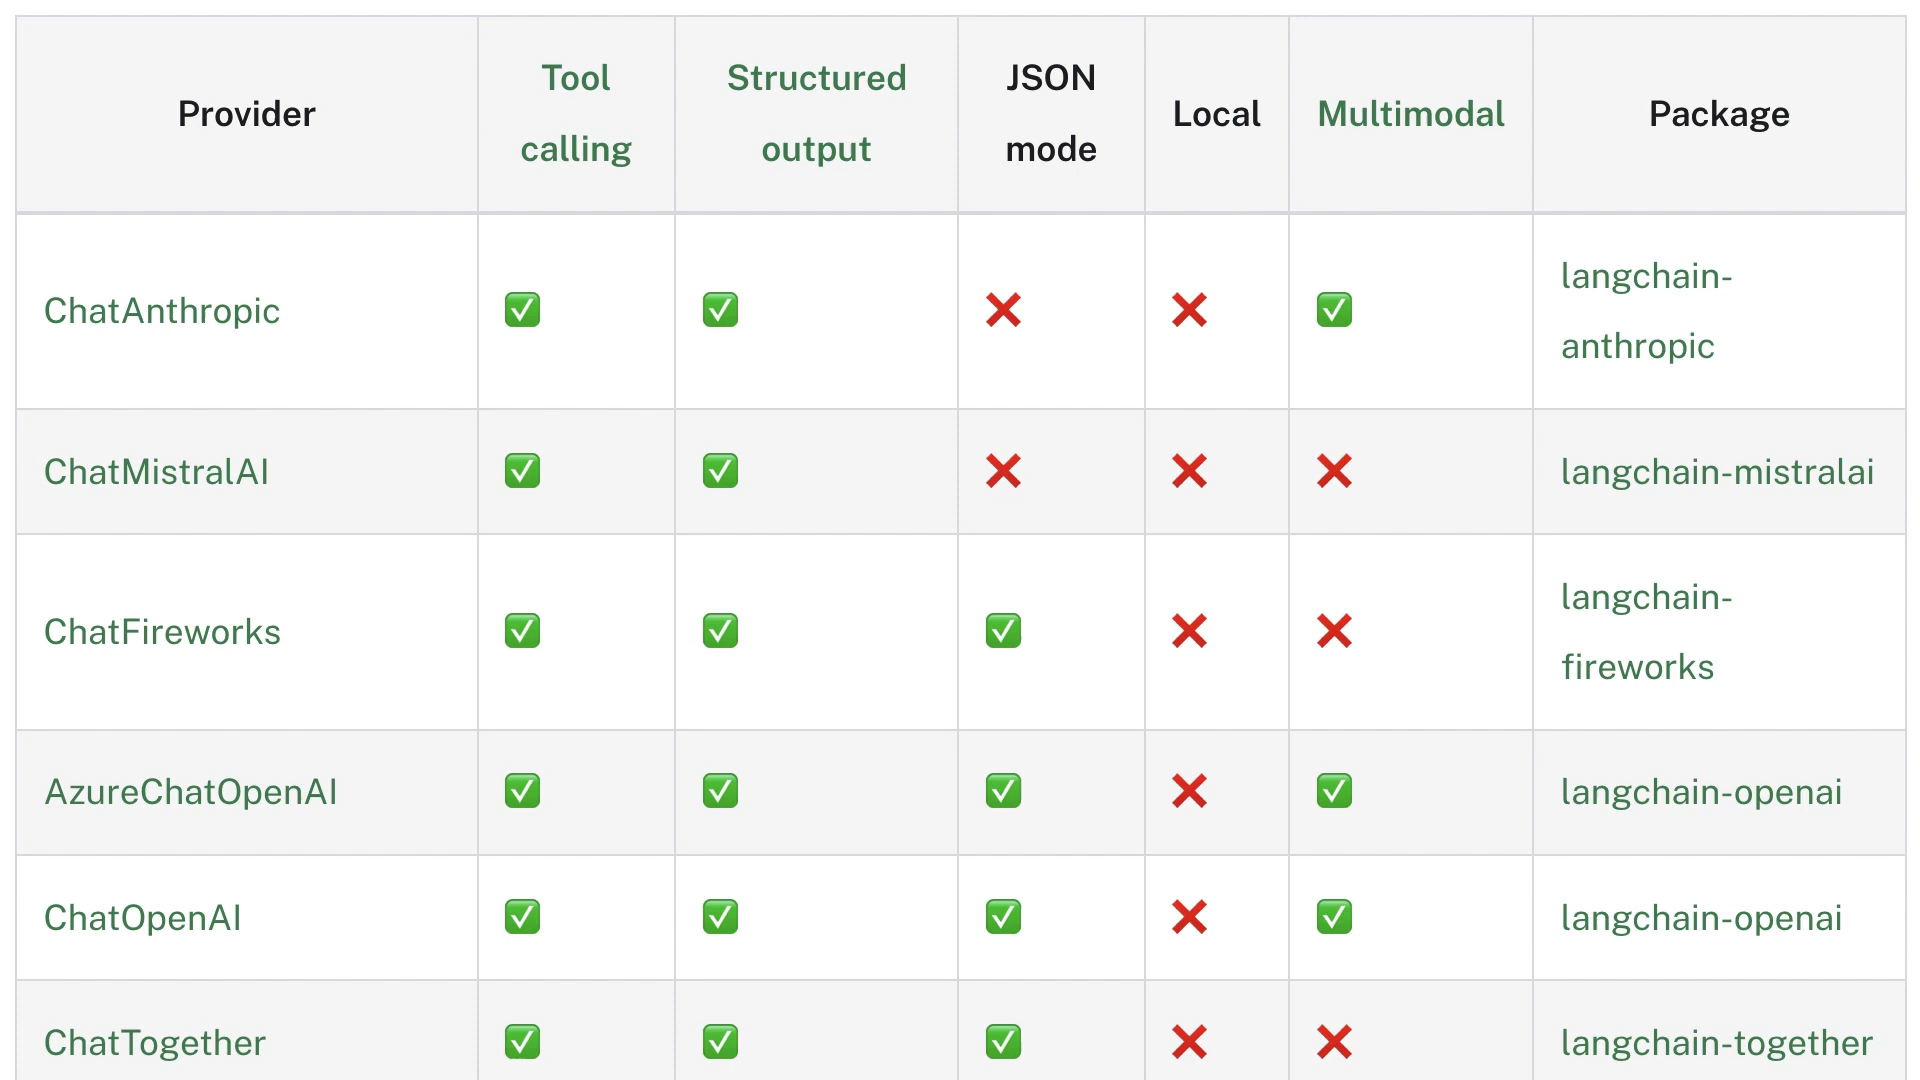 Provider Tool calling Structured output JSON mode Local Multimodal Package
ChatAnthropic ✅ ✅ ❌ ❌ ✅ langchain-anthropic
ChatMistralAI ✅ ✅ ❌ ❌ ❌ langchain-mistralai
ChatFireworks ✅ ✅ ✅ ❌ ❌ langchain-fireworks
AzureChatOpenAI ✅ ✅ ✅ ❌ ✅ langchain-openai
ChatOpenAI ✅ ✅ ✅ ❌ ✅ langchain-openai
ChatTogether ✅ ✅ ✅ ❌ ❌ langchain-together